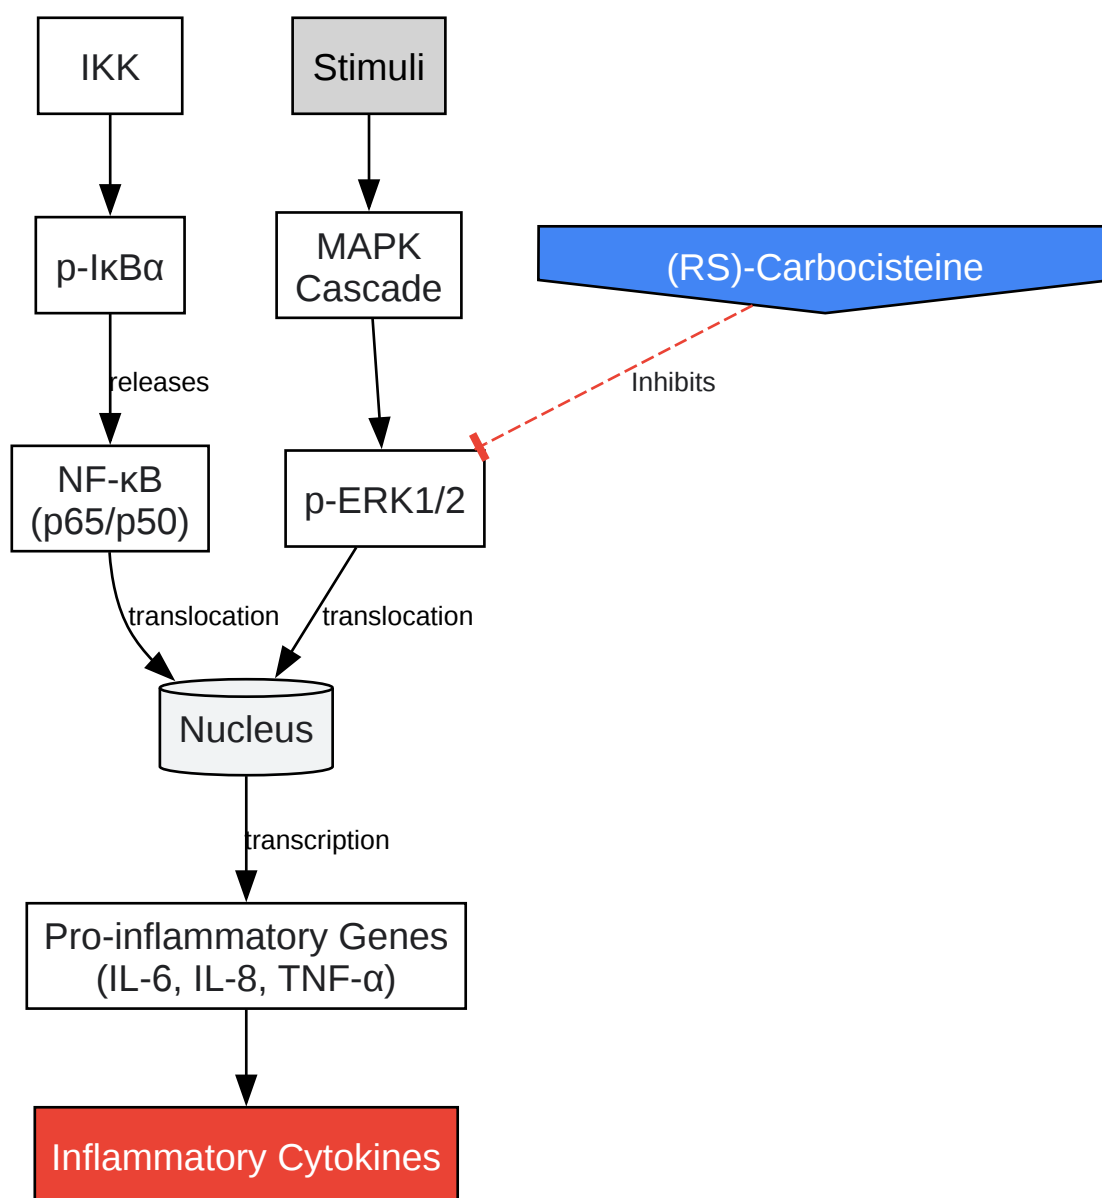 IKK
Stimuli
p-IκBα
MAPK
Cascade
(RS)-Carbocisteine
releases
Inhibits
NF-κB
(p65/p50)
p-ERK1/2
translocation
translocation
Nucleus
transcription
Pro-inflammatory Genes
(IL-6, IL-8, TNF-α)
Inflammatory Cytokines